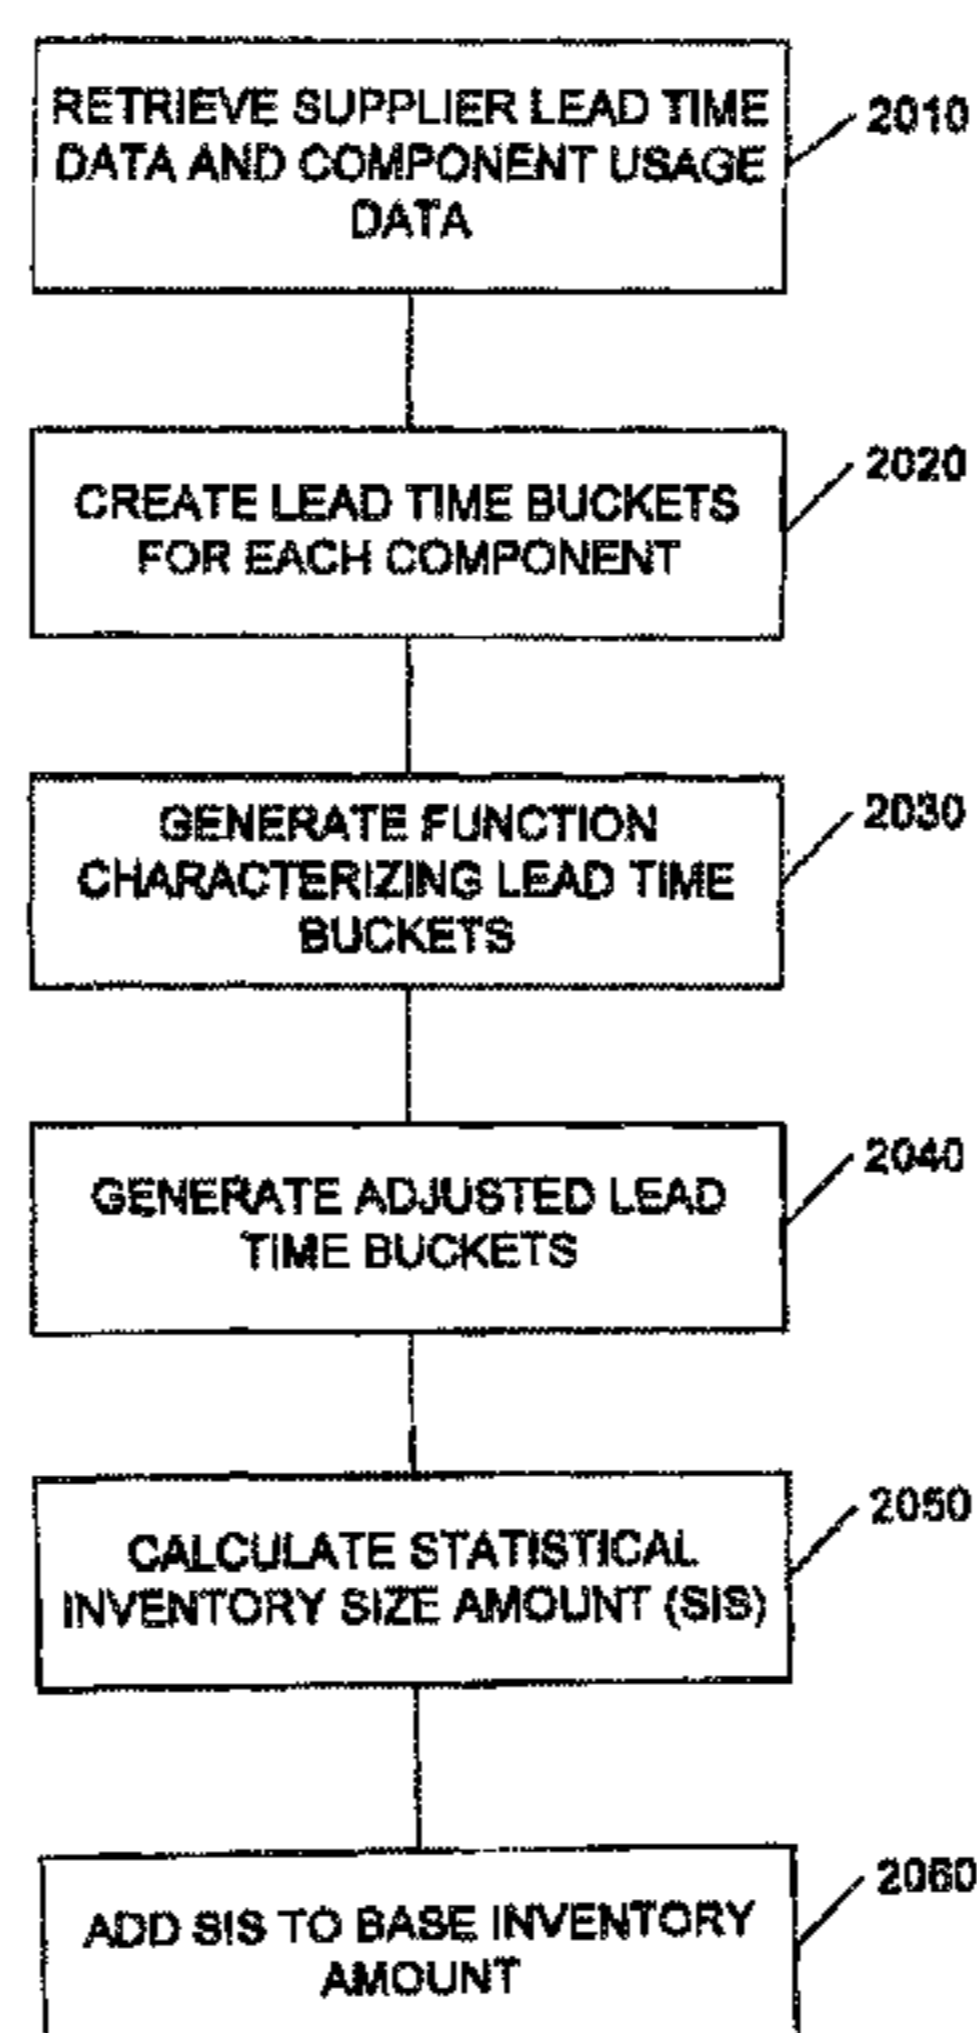 RETRIEVE SUPPLIER LEAD TIME
DATA AND COMPONENT USAGE
DATA
2010
CREATE LEAD TIME BUCKETS
FOR EACH COMPONENT
2020
GENERATE FUNCTION
CHARACTERIZING LEAD TIME
BUCKETS
2030
GENERATE ADJUSTED LEAD
TIME BUCKETS
2040
CALCULATE STATISTICAL
INVENTORY SIZE AMOUNT (SIS)
2050
ADD SIS TO BASE INVENTORY
AMOUNT
2060